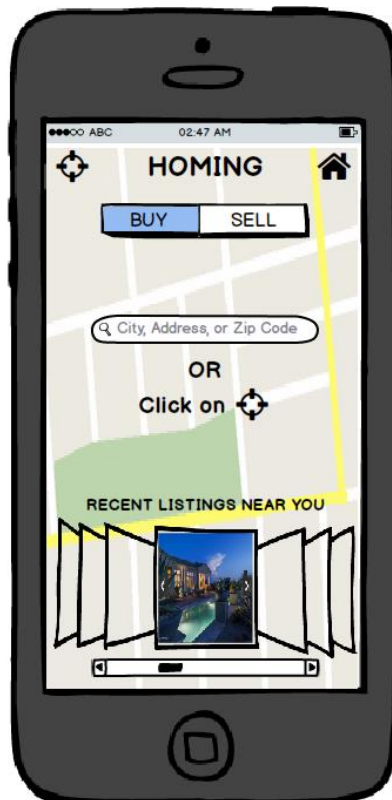 ABC 02:47 AM
HOMING
BUY SELL
City, Address, or Zip Code
OR
Click on
RECENT LISTINGS NEAR YOU